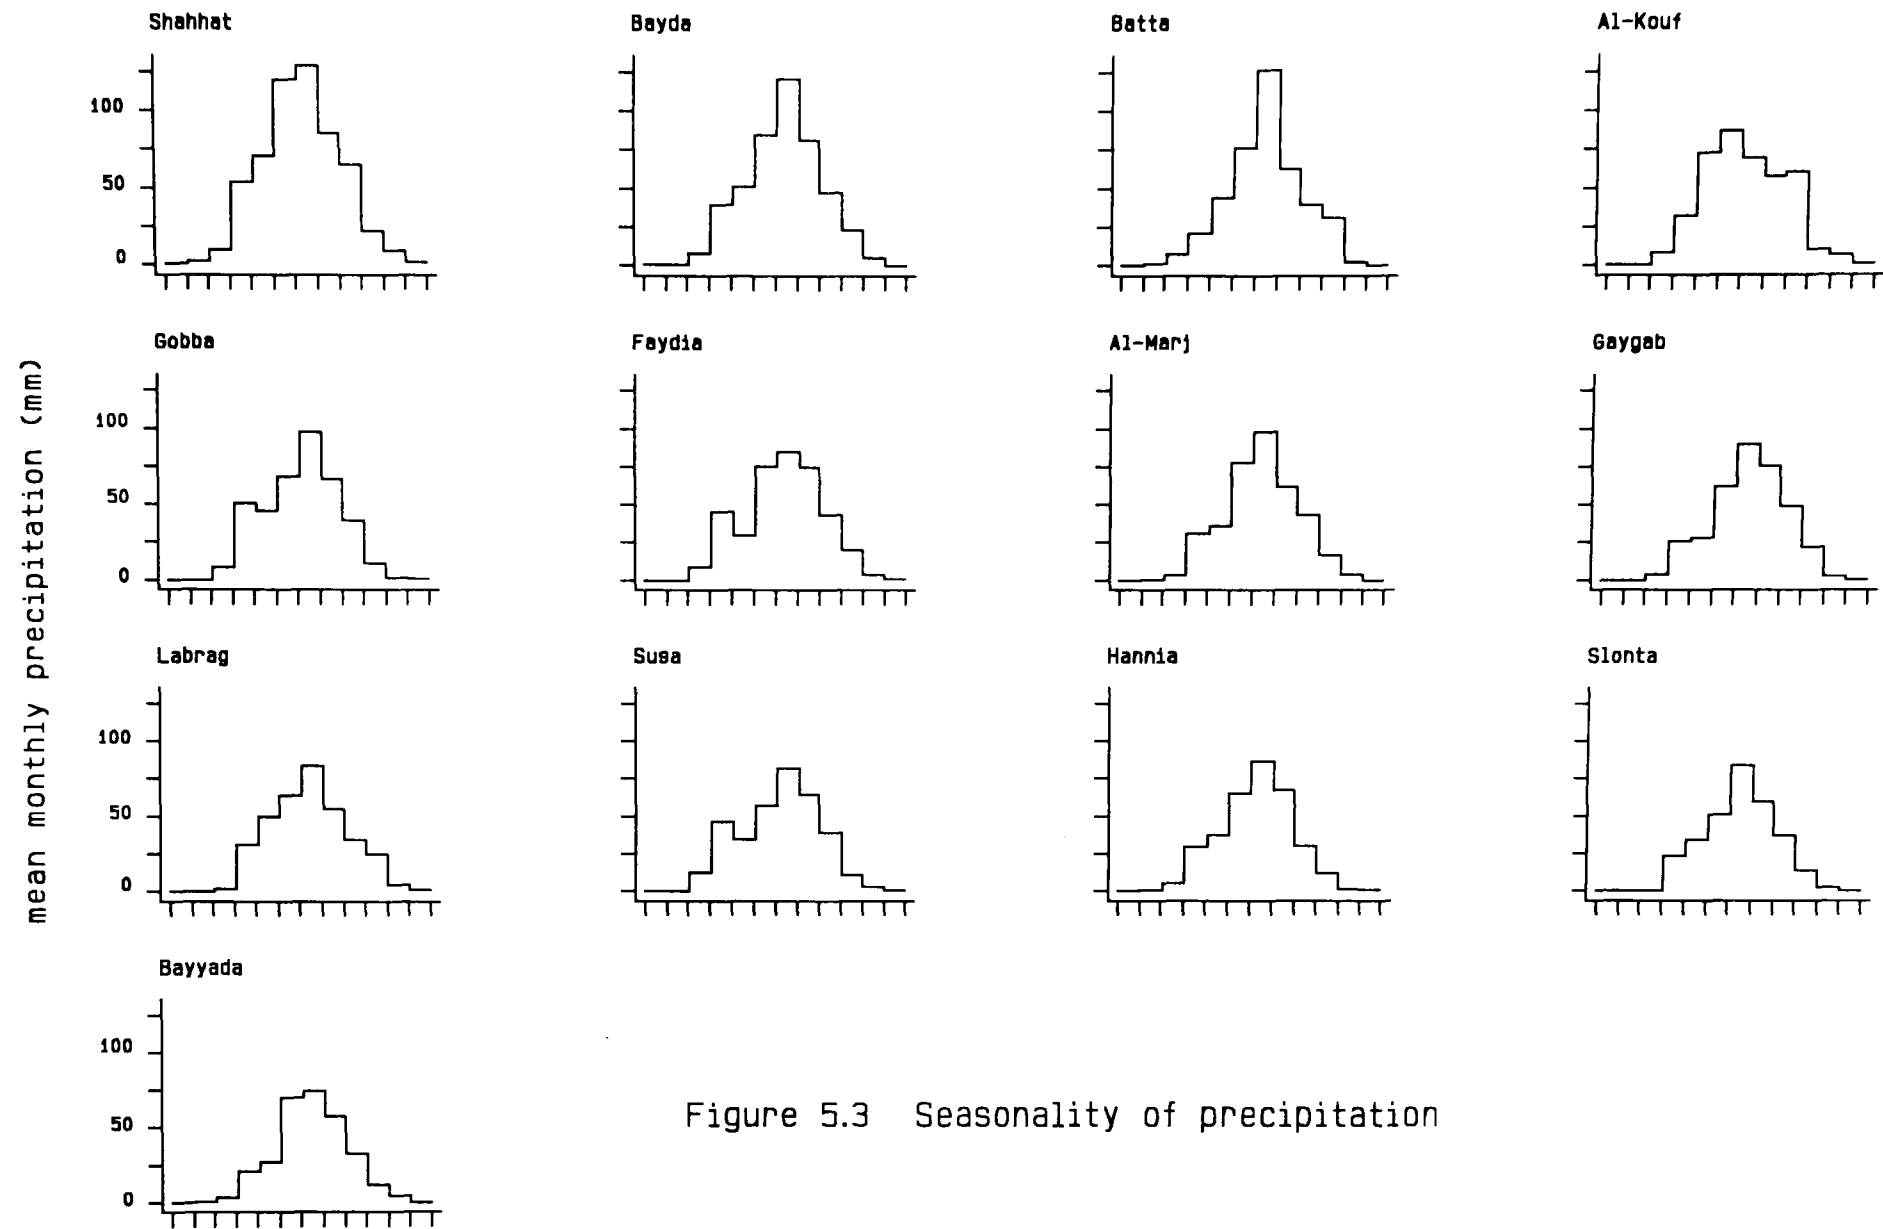 Shahhat
Bayda
Batta
Al-Kouf
100
50
0
Gobba
Faydia
Al-Marj
Gaygab
100
50
0
Labrag
Susa
Hannia
Slonta
100
50
0
Bayyada
100
50
0
mean monthly precipitation (mm)
Figure 5.3 Seasonality of precipitation